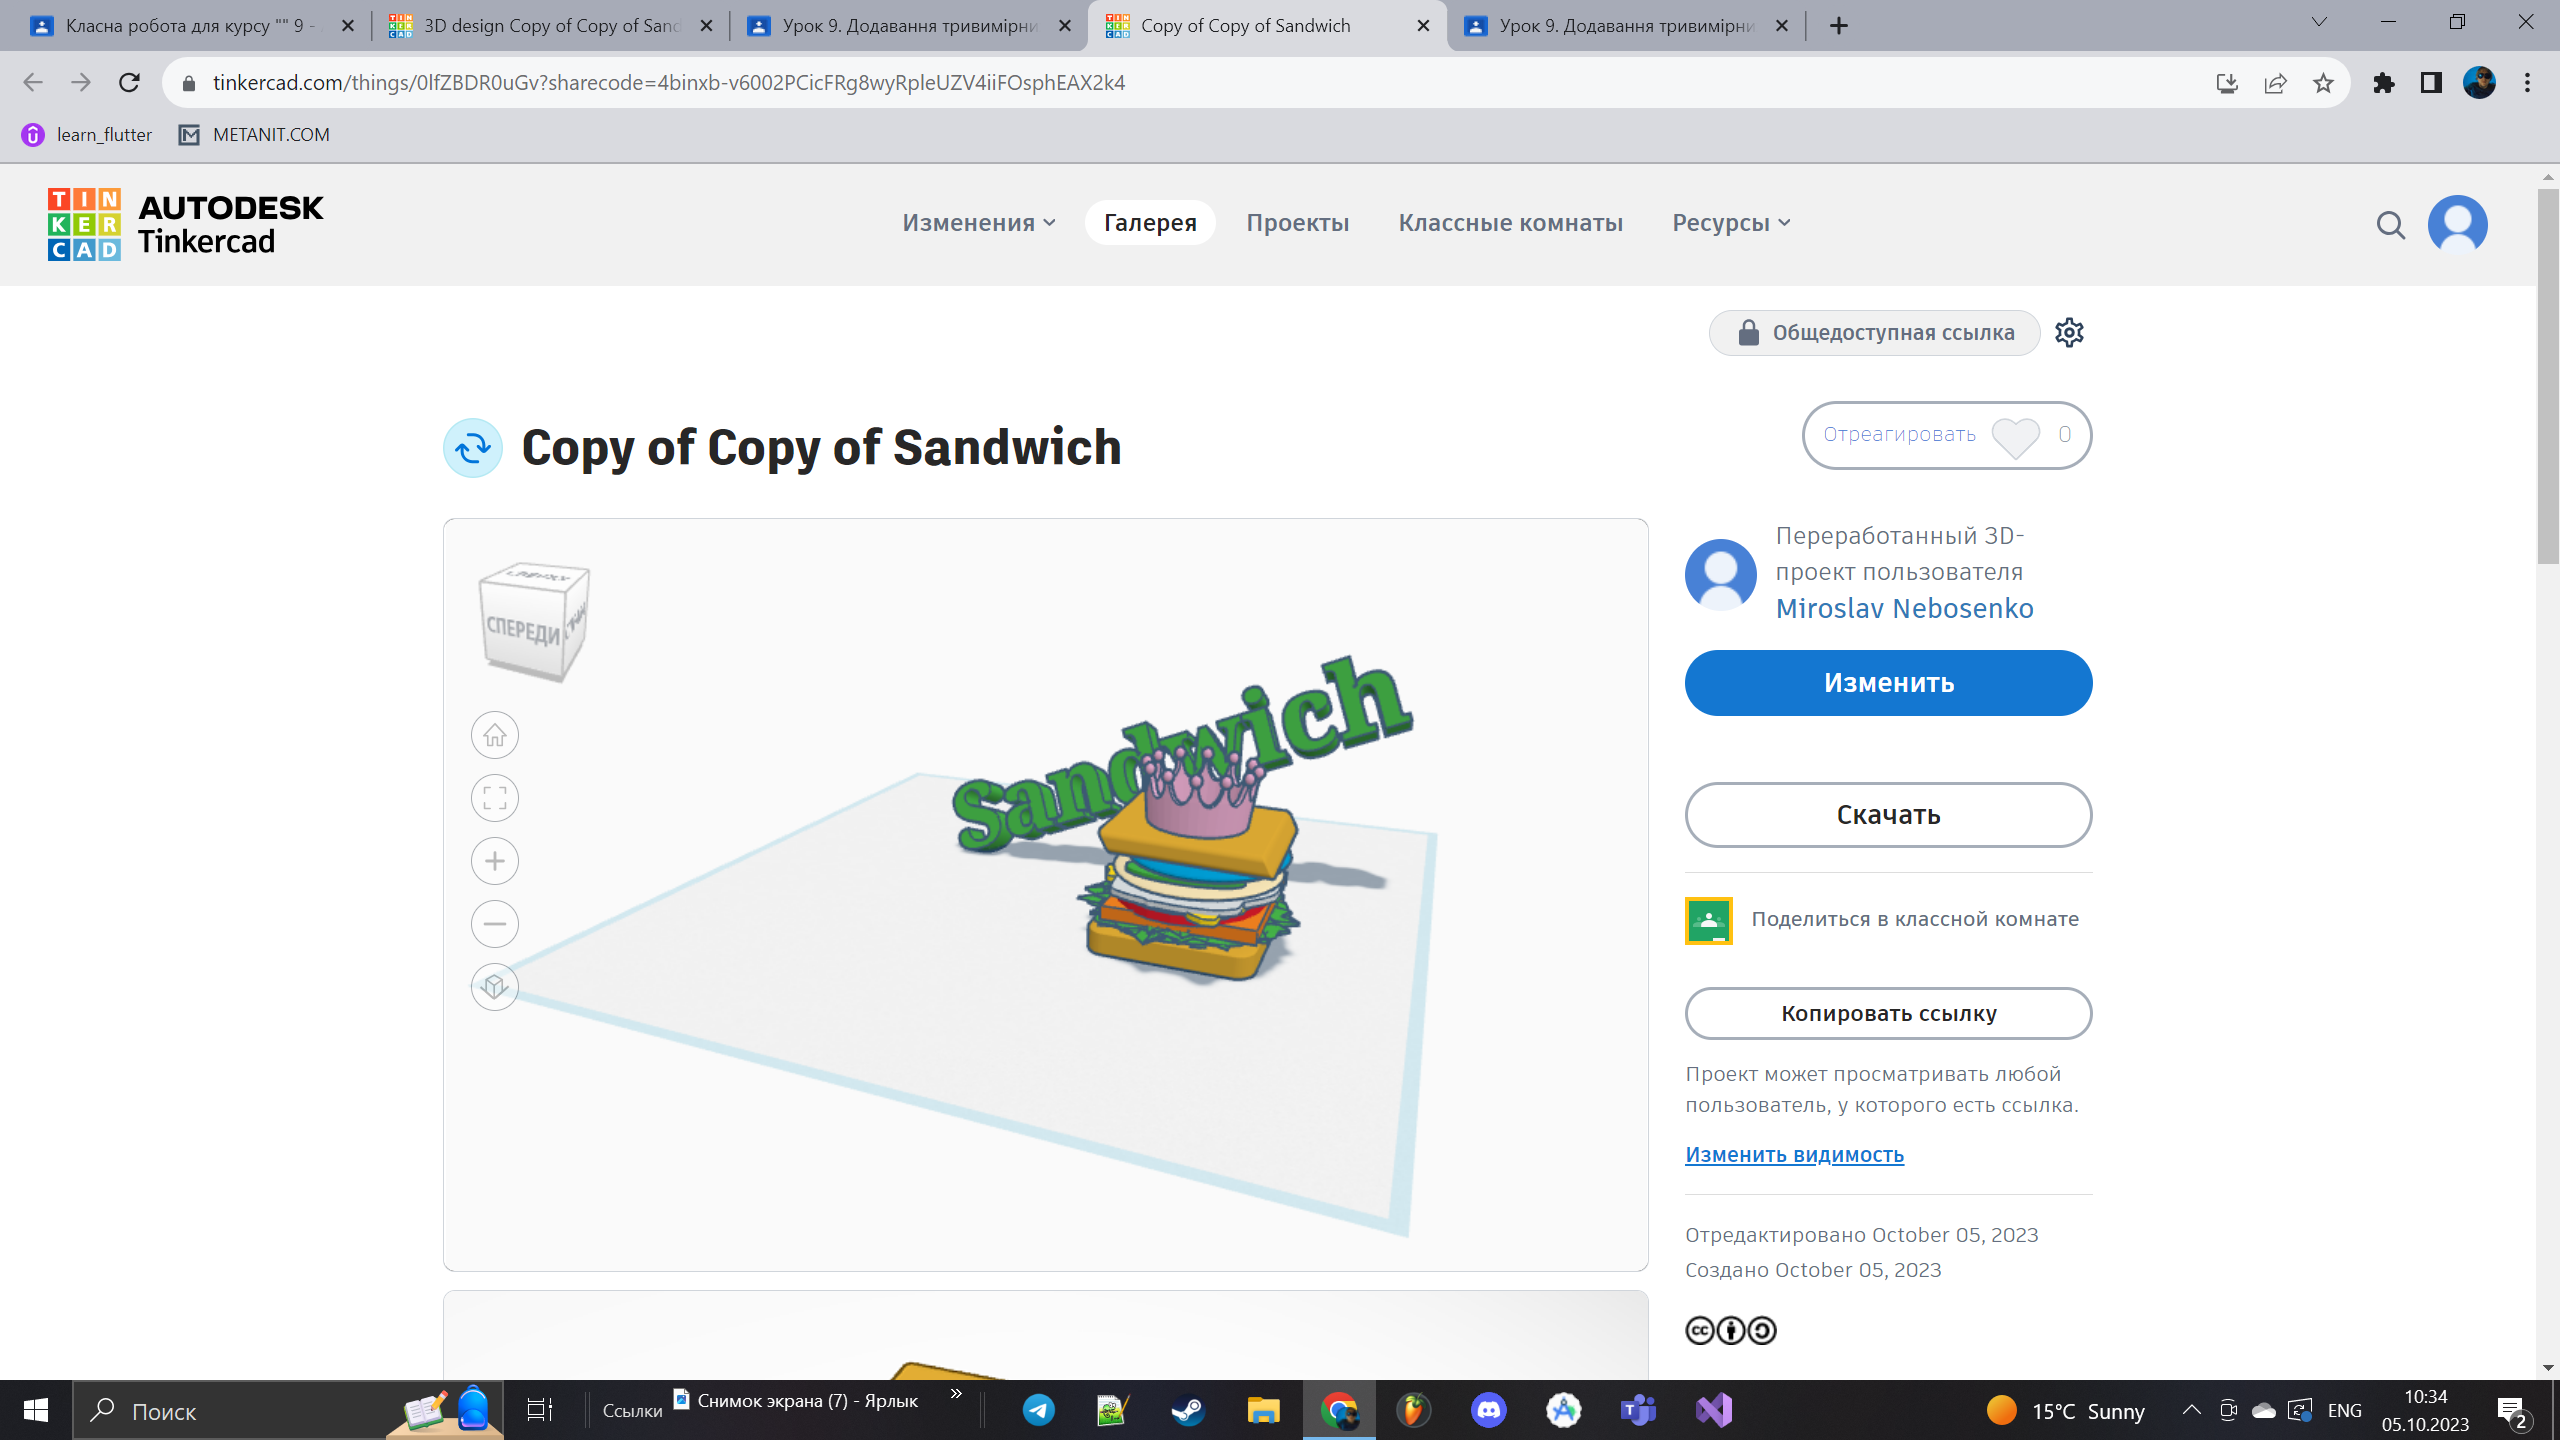 Класна робота для курсу "" 9 -
3D design Copy of Copy of Sand
Урок 9. Додавання тривимірни
Copy of Copy of Sandwich
Урок 9. Додавання тривимірни
tinkercad.com/things/0lfZBDR0uGv?sharecode=4binxb-v6002PCicFRg8wyRpleUZV4iiFOsphEAX2k4
learn_flutter
METANIT.COM
TIN
KER
CAD
AUTODESK
Tinkercad
Изменения
Галерея
Проекты
Классные комнаты
Ресурсы
Общедоступная ссылка
Copy of Copy of Sandwich
Отреагировать
0
СПЕРЕДИ
Sandwich
Переработанный 3D-
проект пользователя
Miroslav Nebosenko
Изменить
Скачать
Поделиться в классной комнате
Копировать ссылку
Проект может просматривать любой
пользователь, у которого есть ссылка.
Изменить видимость
Отредактировано October 05, 2023
Создано October 05, 2023
cc
Поиск
Ссылки
Снимок экрана (7) - Ярлык
15°C Sunny
ENG
10:34
05.10.2023
2